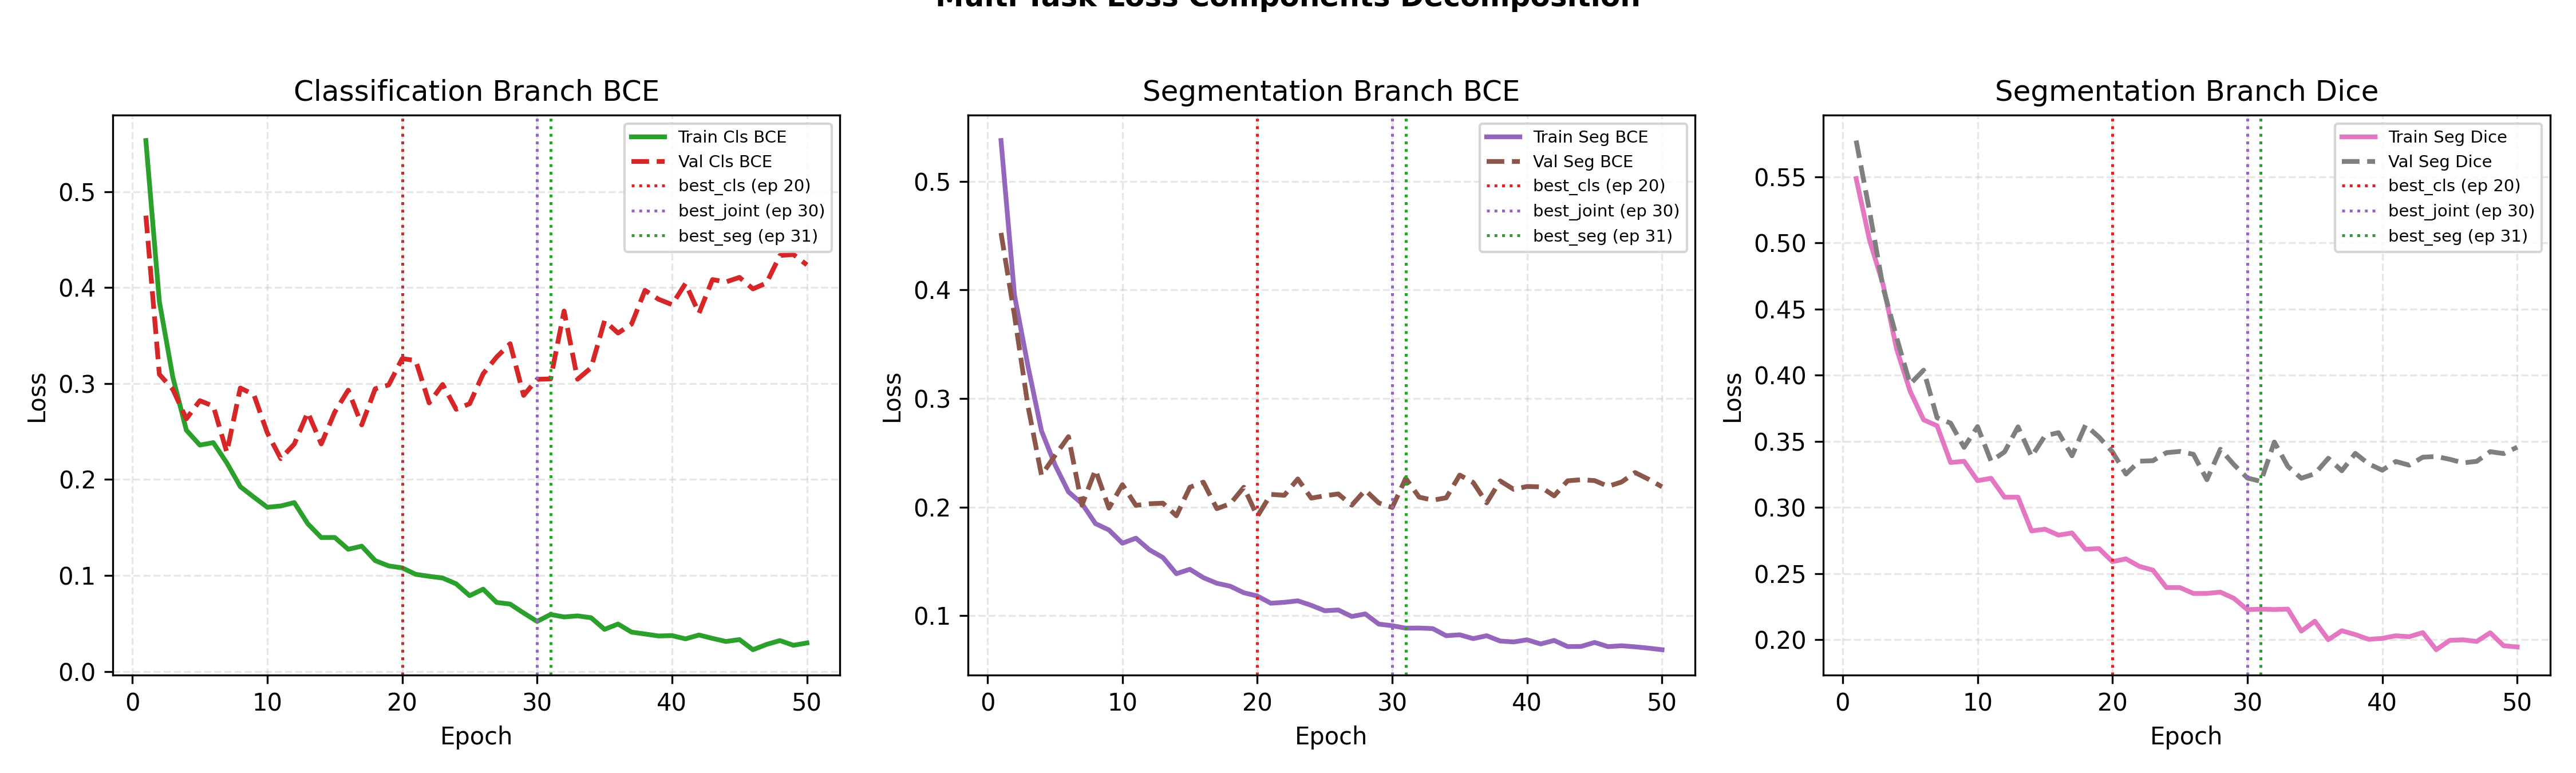 Multi-Task Loss Components Decomposition
Classification Branch BCE
Loss
0.5
0.4
0.3
0.2
0.1
0.0
0 10 20 30 40 50
Epoch
Train Cls BCE
Val Cls BCE
best_cls (ep 20)
best_joint (ep 30)
best_seg (ep 31)
Segmentation Branch BCE
Loss
0.5
0.4
0.3
0.2
0.1
0 10 20 30 40 50
Epoch
Train Seg BCE
Val Seg BCE
best_cls (ep 20)
best_joint (ep 30)
best_seg (ep 31)
Segmentation Branch Dice
Loss
0.55
0.50
0.45
0.40
0.35
0.30
0.25
0.20
0 10 20 30 40 50
Epoch
Train Seg Dice
Val Seg Dice
best_cls (ep 20)
best_joint (ep 30)
best_seg (ep 31)